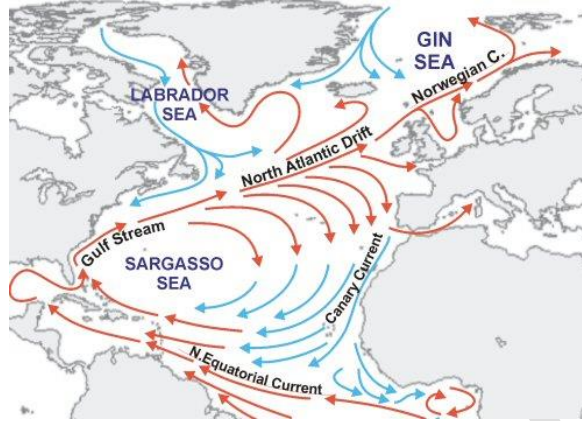 GIN
SEA
LABRADOR
SEA
Norwegian C.
North Atlantic Drift
Gulf Stream
SARGASSO
SEA
Canary Current
N.Equatorial Current